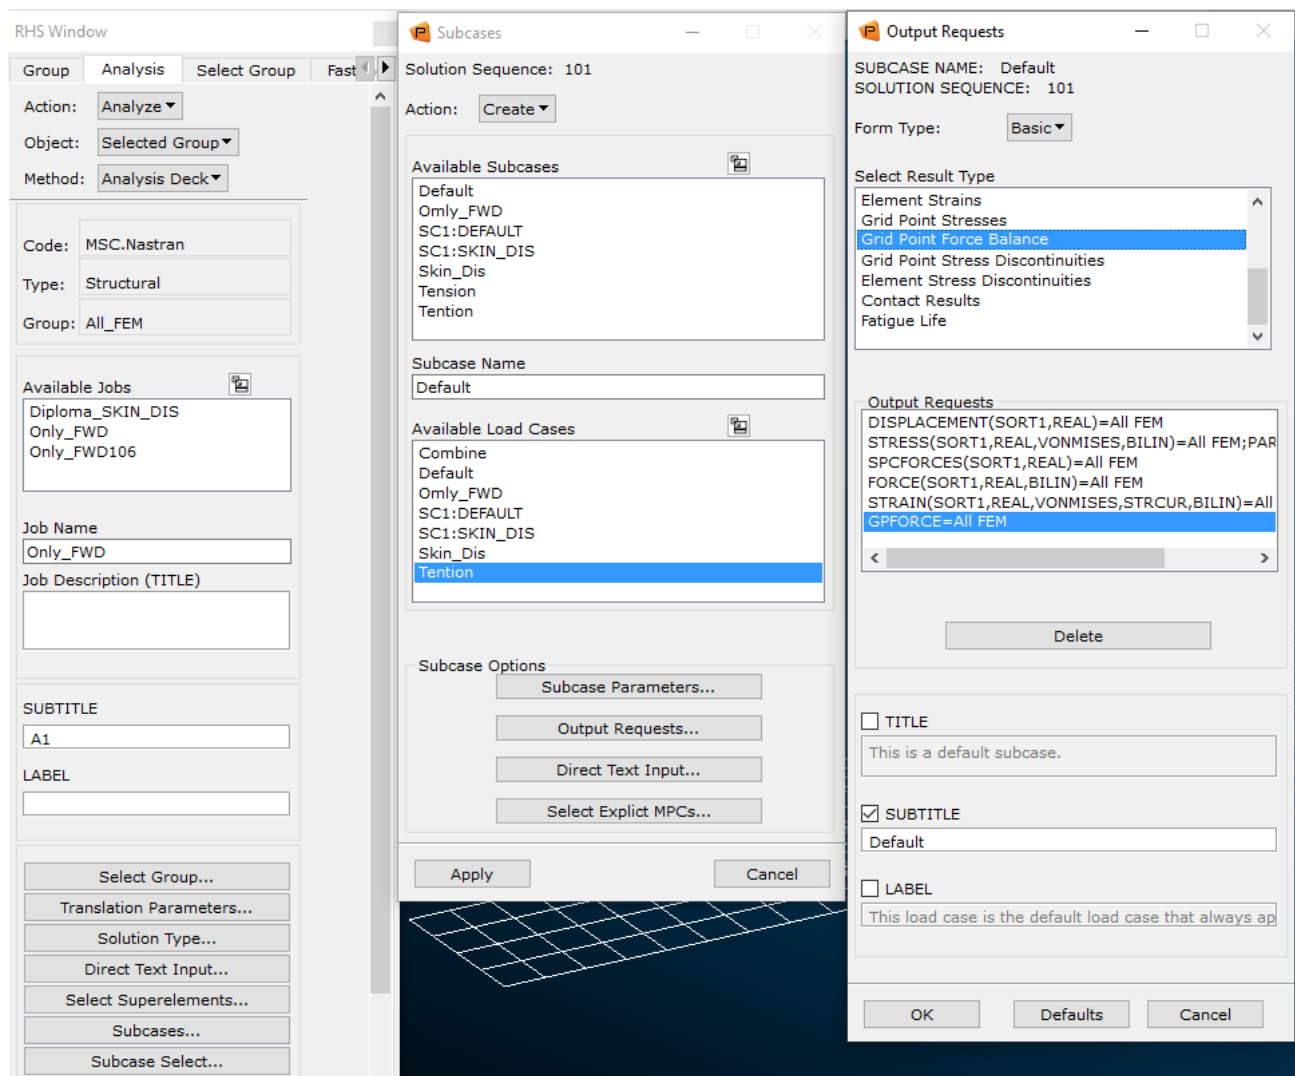 RHS Window
Group Analysis Select Group Fast
Action: Analyze
Object: Selected Group
Method: Analysis Deck
Code: MSC.Nastran
Type: Structural
Group: All_FEM
Available Jobs
Diploma_SKIN_DIS
Only_FWD
Only_FWD106
Job Name
Only_FWD
Job Description (TITLE)
SUBTITLE
A1
LABEL
Select Group...
Translation Parameters...
Solution Type...
Direct Text Input...
Select Superelements...
Subcases...
Subcase Select...
Subcases
Solution Sequence: 101
Action: Create
Available Subcases
Default
Omly_FWD
SC1:DEFAULT
SC1:SKIN_DIS
Skin_Dis
Tension
Tention
Subcase Name
Default
Available Load Cases
Combine
Default
Omly_FWD
SC1:DEFAULT
SC1:SKIN_DIS
Skin_Dis
Tention
Subcase Options
Subcase Parameters...
Output Requests...
Direct Text Input...
Select Explict MPCs...
Apply Cancel
Output Requests
SUBCASE NAME: Default
SOLUTION SEQUENCE: 101
Form Type: Basic
Select Result Type
Element Strains
Grid Point Stresses
Grid Point Force Balance
Grid Point Stress Discontinuities
Element Stress Discontinuities
Contact Results
Fatigue Life
Output Requests
DISPLACEMENT(SORT1,REAL)=All FEM
STRESS(SORT1,REAL,VONMISES,BILIN)=All FEM;PAR
SPCFORCES(SORT1,REAL)=All FEM
FORCE(SORT1,REAL,BILIN)=All FEM
STRAIN(SORT1,REAL,VONMISES,STRCUR,BILIN)=All
GPFORCE=All FEM
Delete
TITLE
This is a default subcase.
SUBTITLE
Default
LABEL
This load case is the default load case that always ap
OK Defaults Cancel